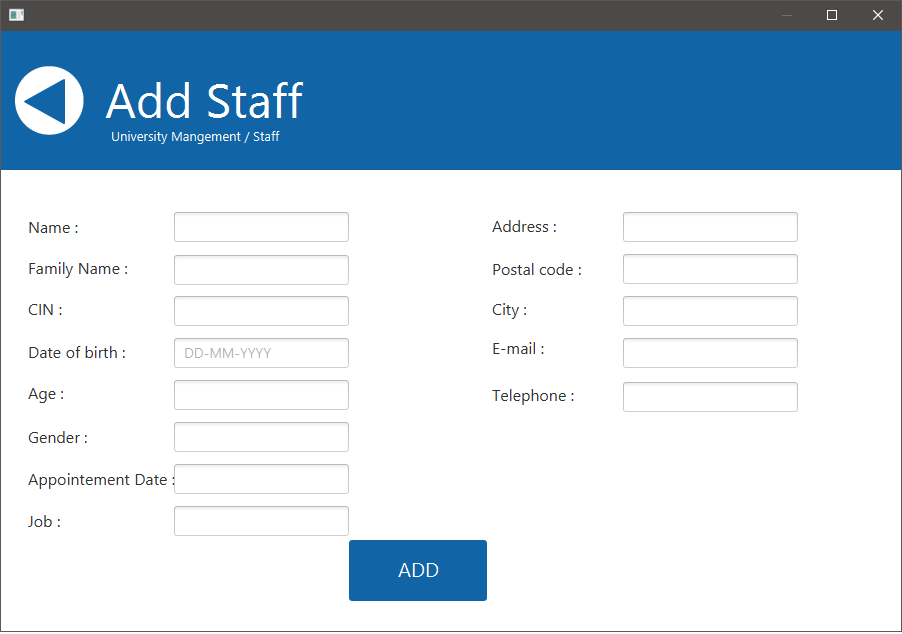 Add Staff
University Mangement / Staff
Name :
Family Name :
CIN :
Date of birth :
DD-MM-YYYY
Age :
Gender :
Appointement Date :
Job :
Address :
Postal code :
City :
E-mail :
Telephone :
ADD